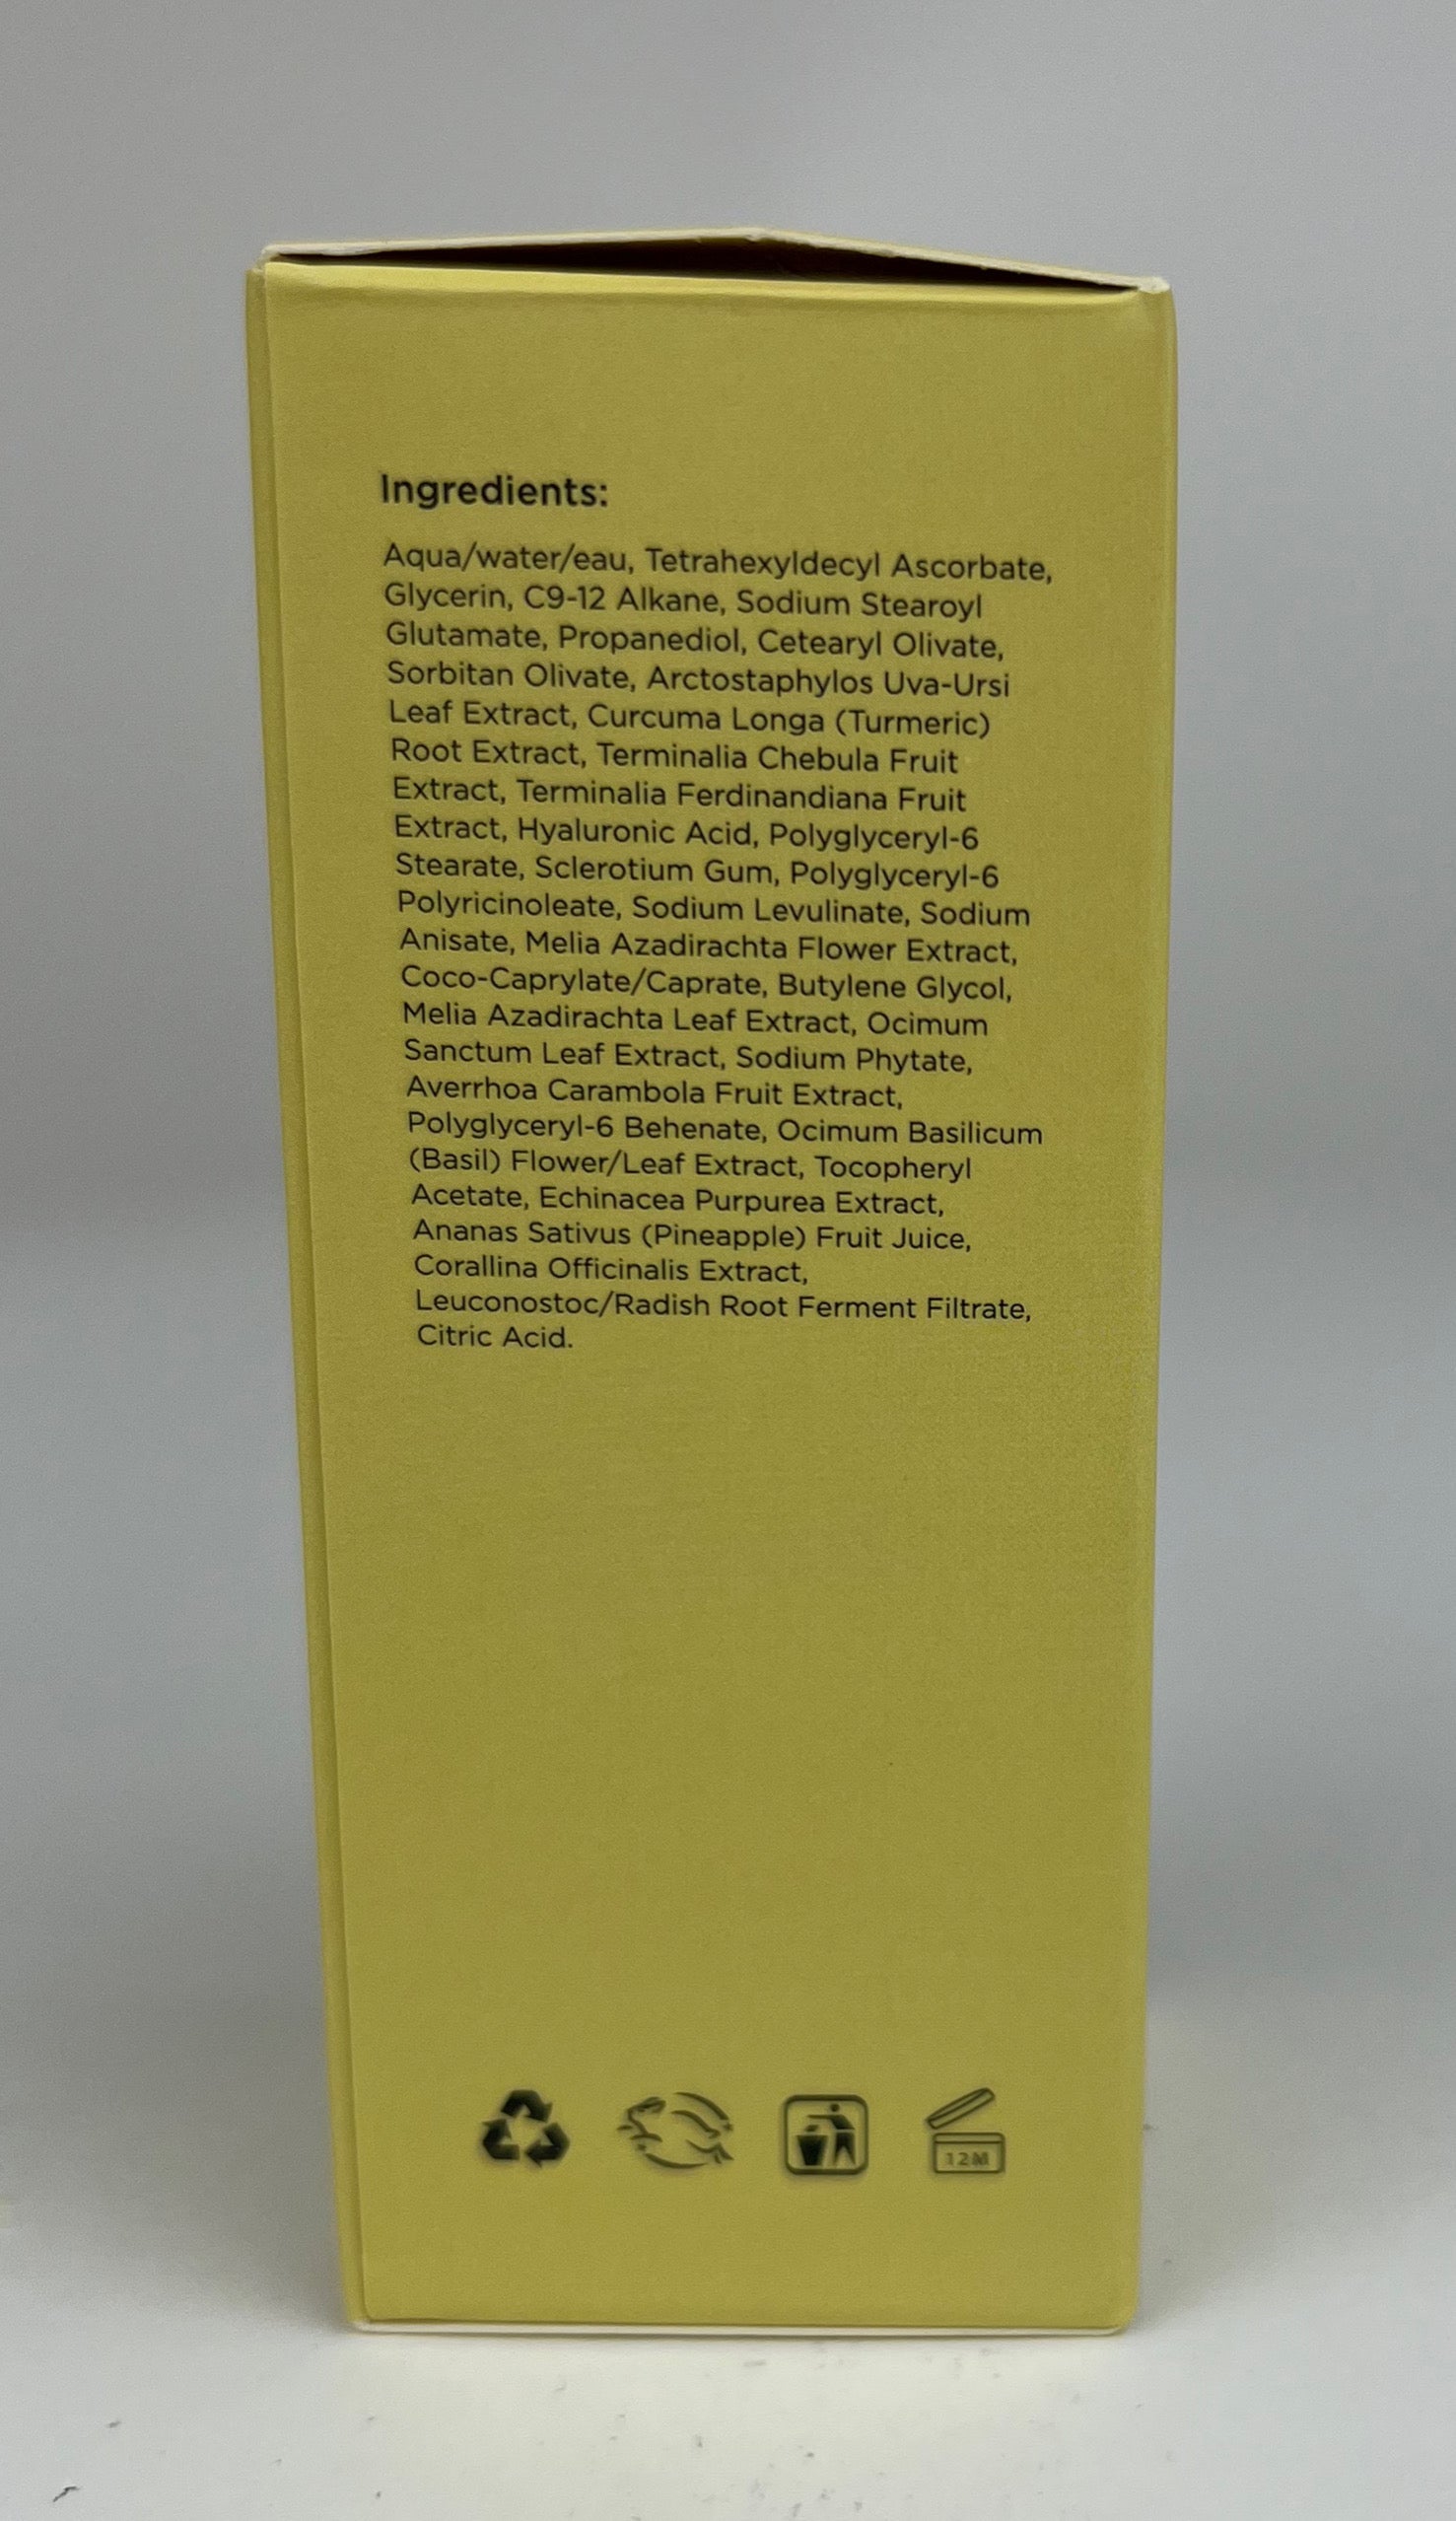 Ingredients:
Aqua/water/eau, Tetrahexyldecyl Ascorbate,
Glycerin, C9-12 Alkane, Sodium Stearoyl
Glutamate, Propanediol, Cetearyl Olivate,
Sorbitan Olivate, Arctostaphylos Uva-Ursi
Leaf Extract, Curcuma Longa (Turmeric)
Root Extract, Terminalia Chebula Fruit
Extract, Terminalia Ferdinandiana Fruit
Extract, Hyaluronic Acid, Polyglyceryl-6
Stearate, Sclerotium Gum, Polyglyceryl-6
Polyricinoleate, Sodium Levulinate, Sodium
Anisate, Melia Azadirachta Flower Extract,
Coco-Caprylate/Caprate, Butylene Glycol,
Melia Azadirachta Leaf Extract, Ocimum
Sanctum Leaf Extract, Sodium Phytate,
Averrhoa Carambola Fruit Extract,
Polyglyceryl-6 Behenate, Ocimum Basilicum
(Basil) Flower/Leaf Extract, Tocopheryl
Acetate, Echinacea Purpurea Extract,
Ananas Sativus (Pineapple) Fruit Juice,
Corallina Officinalis Extract,
Leuconostoc/Radish Root Ferment Filtrate,
Citric Acid.
12M